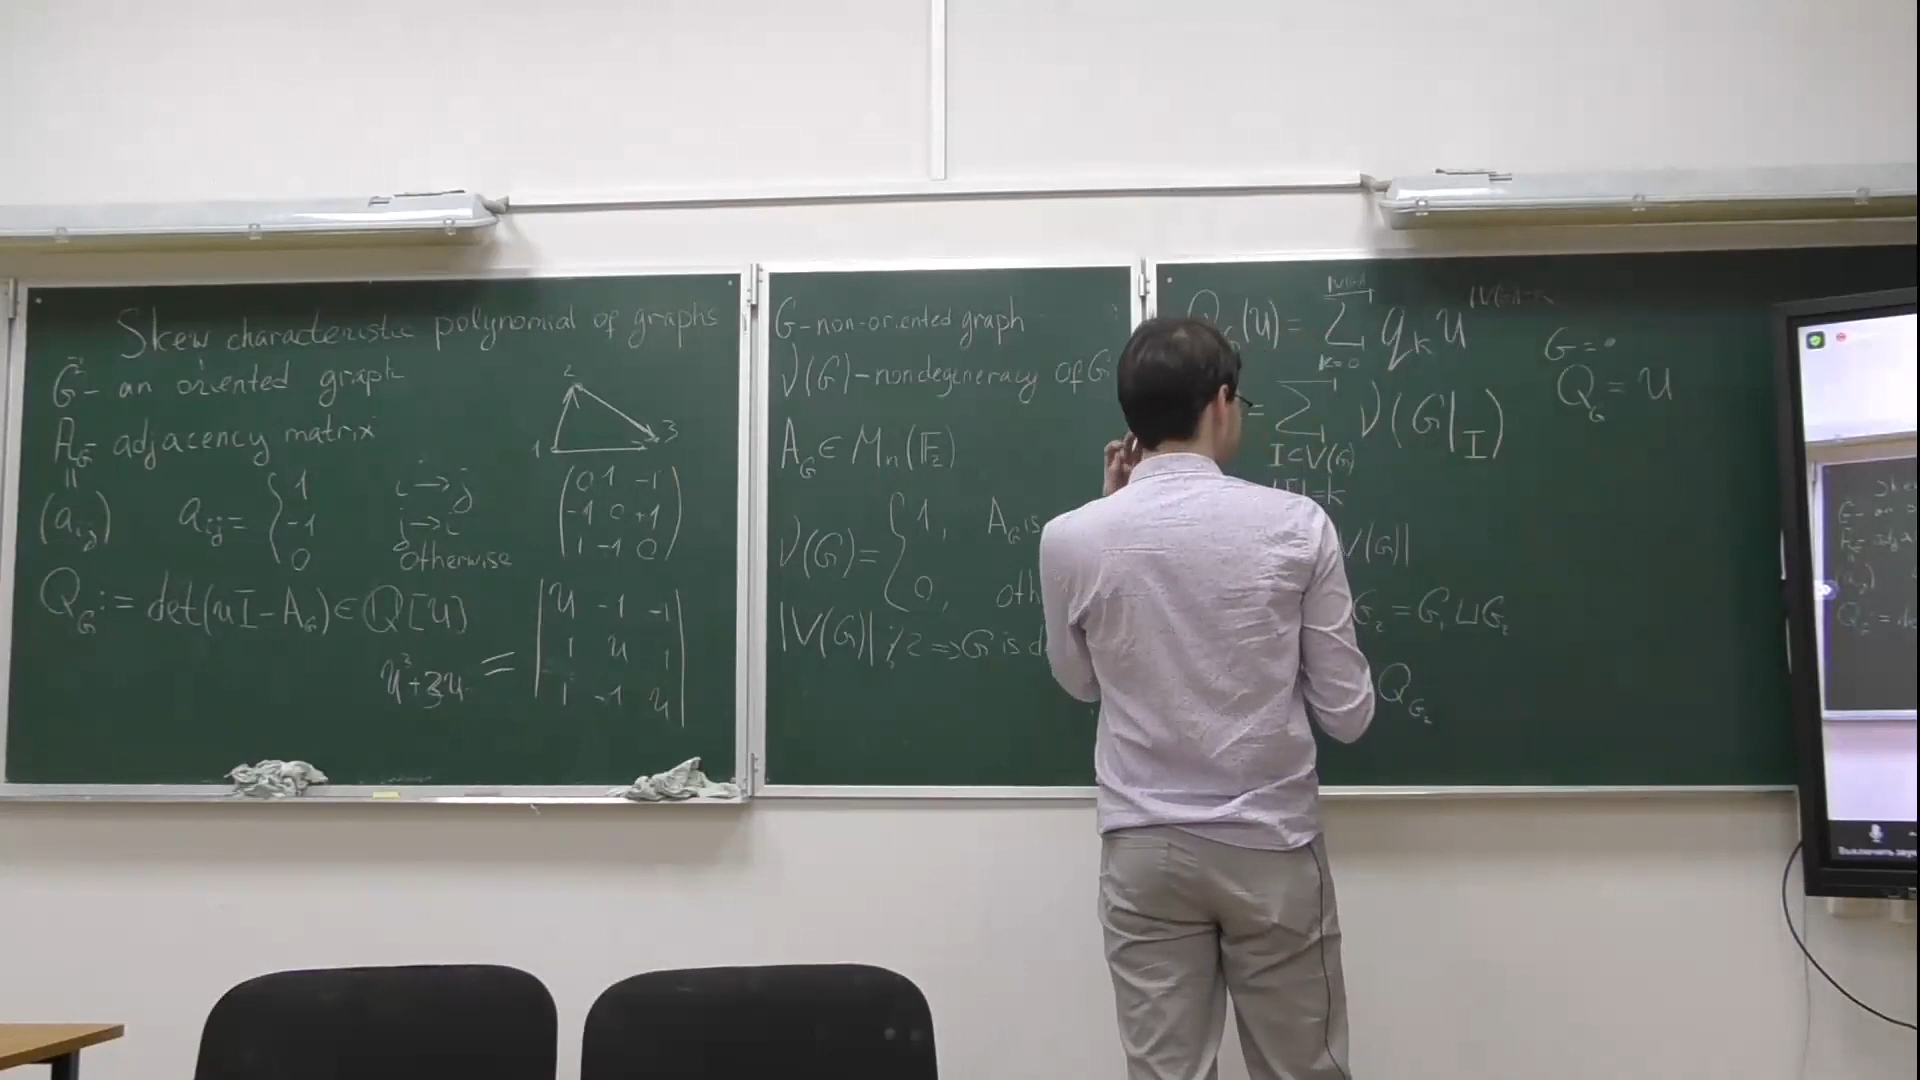 Skew characteristic polynomial of graphs
G⃗ - an oriented graph
A_G - adjacency matrix
||
(a_ij) a_ij = { 1 i → j
-1 j → i
0 otherwise
Q_G := det(uI - A_G) ∈ Q[u]
1 2 3
( 0 1 -1
-1 0 +1
1 -1 0 )
u³+3u = | u -1 -1
1 u 1
1 -1 u |
G - non-oriented graph
ν(G) - nondegeneracy of G
A_G ∈ M_n(F_2)
ν(G) = { 1, A_G is
0, oth
|V(G)| ⋮̸ 2 => G is d
(u) = Σ q_k u^{|V(G)|-k}
|V(G)|
k=0
= Σ ν(G|_I)
I⊂V(G)
|I|=k
V(G)|
G_2 = G_1 ⊔ G_2
Q_{G_2}
G = •
Q_G = u